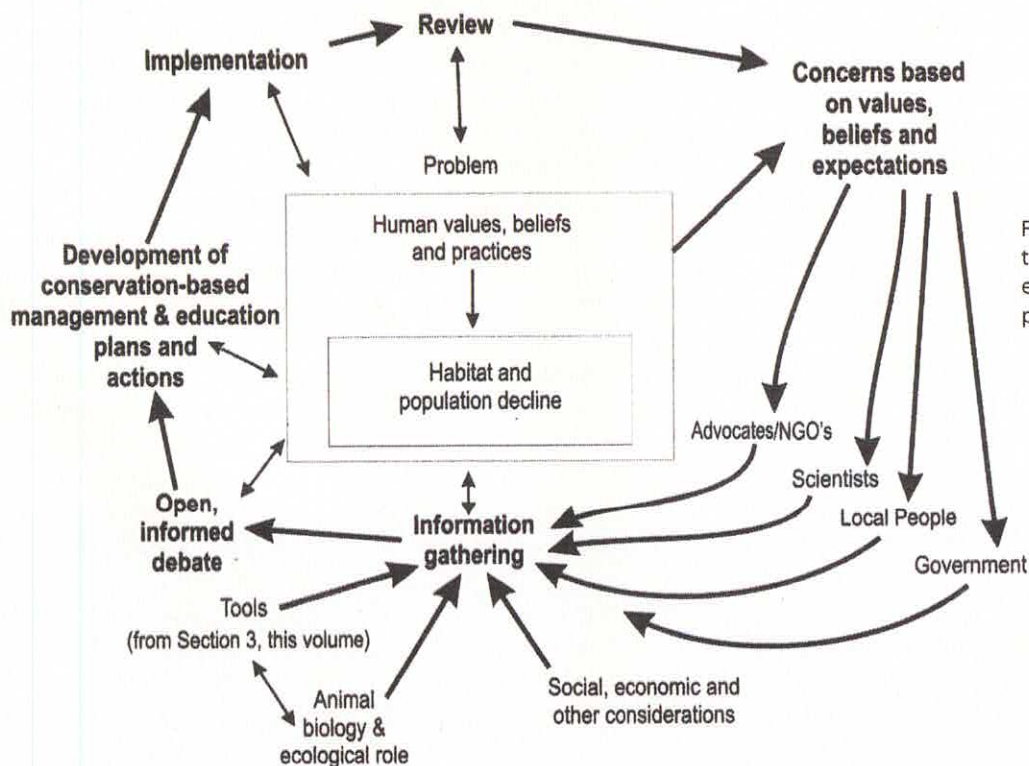 Review
Implementation
Concerns based
on values,
beliefs and
expectations
Problem
Human values, beliefs
and practices
Habitat and
population decline
Development of
conservation-based
management & education
plans and
actions
Advocates/NGO's
Scientists
Local People
Government
Open,
informed
debate
Information
gathering
Tools
(from Section 3, this volume)
Animal
biology &
ecological role
Social, economic and
other considerations